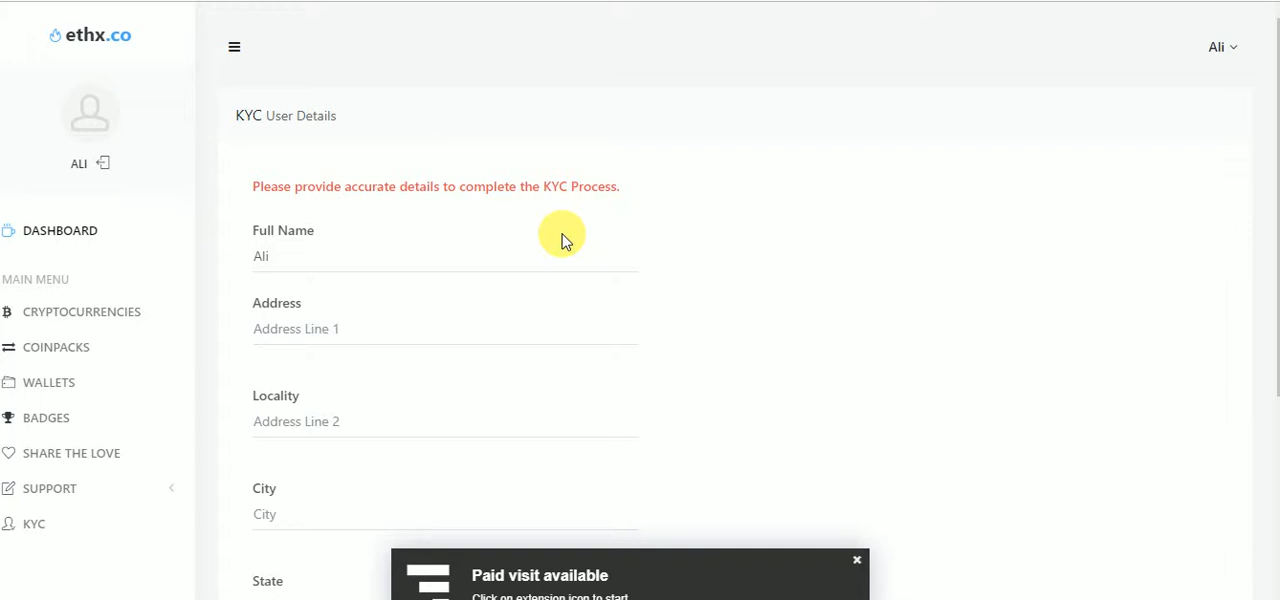 ethx.co
Ali
ALI
DASHBOARD
MAIN MENU
CRYPTOCURRENCIES
COINPACKS
WALLETS
BADGES
SHARE THE LOVE
SUPPORT
KYC
KYC User Details
Please provide accurate details to complete the KYC Process.
Full Name
Ali
Address
Address Line 1
Locality
Address Line 2
City
City
State
Paid visit available
Click on extension icon to start